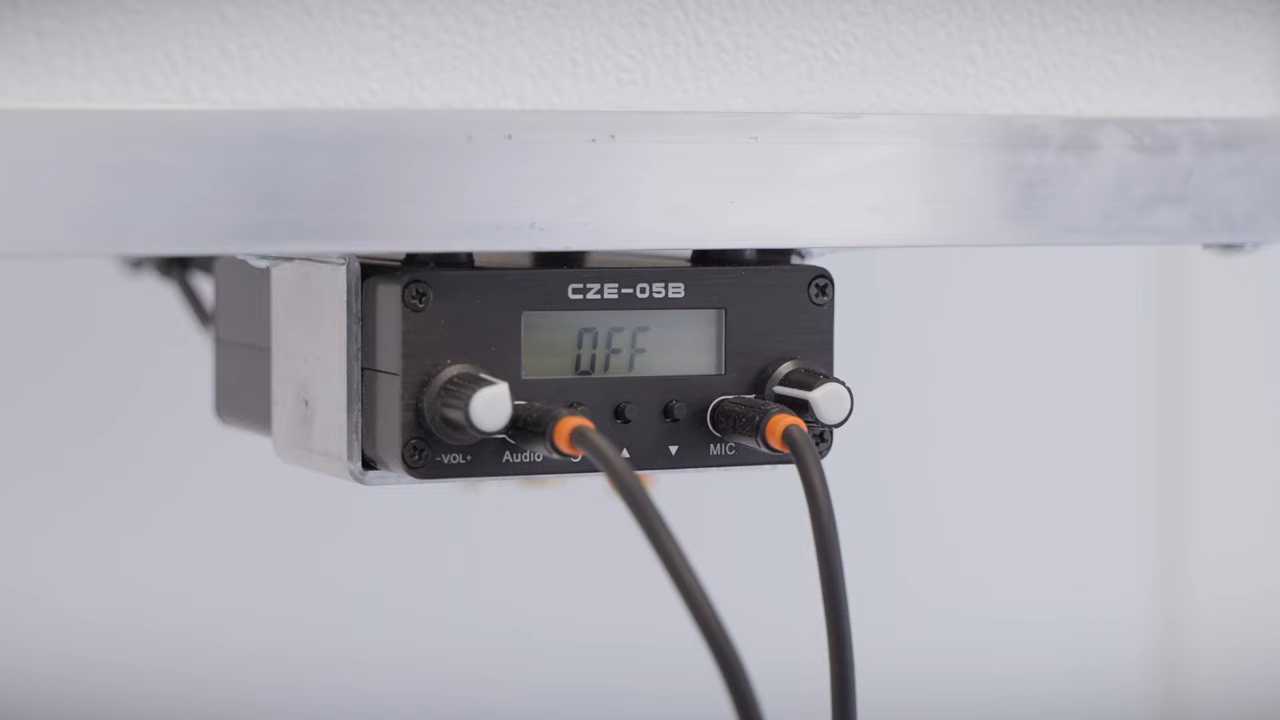 CZE-05B
OFF
-VOL+
Audio
▲
▼
MIC.